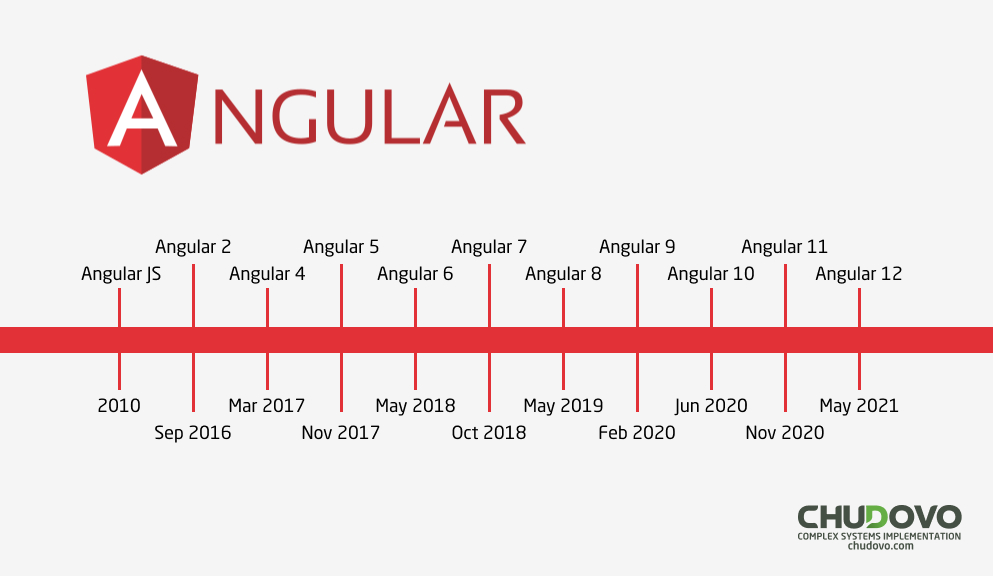 ANGULAR
Angular 2 Angular 5 Angular 7 Angular 9 Angular 11
Angular JS Angular 4 Angular 6 Angular 8 Angular 10 Angular 12
2010 Mar 2017 May 2018 May 2019 Jun 2020 May 2021
Sep 2016 Nov 2017 Oct 2018 Feb 2020 Nov 2020
CHUDOVO
COMPLEX SYSTEMS IMPLEMENTATION
chudovo.com